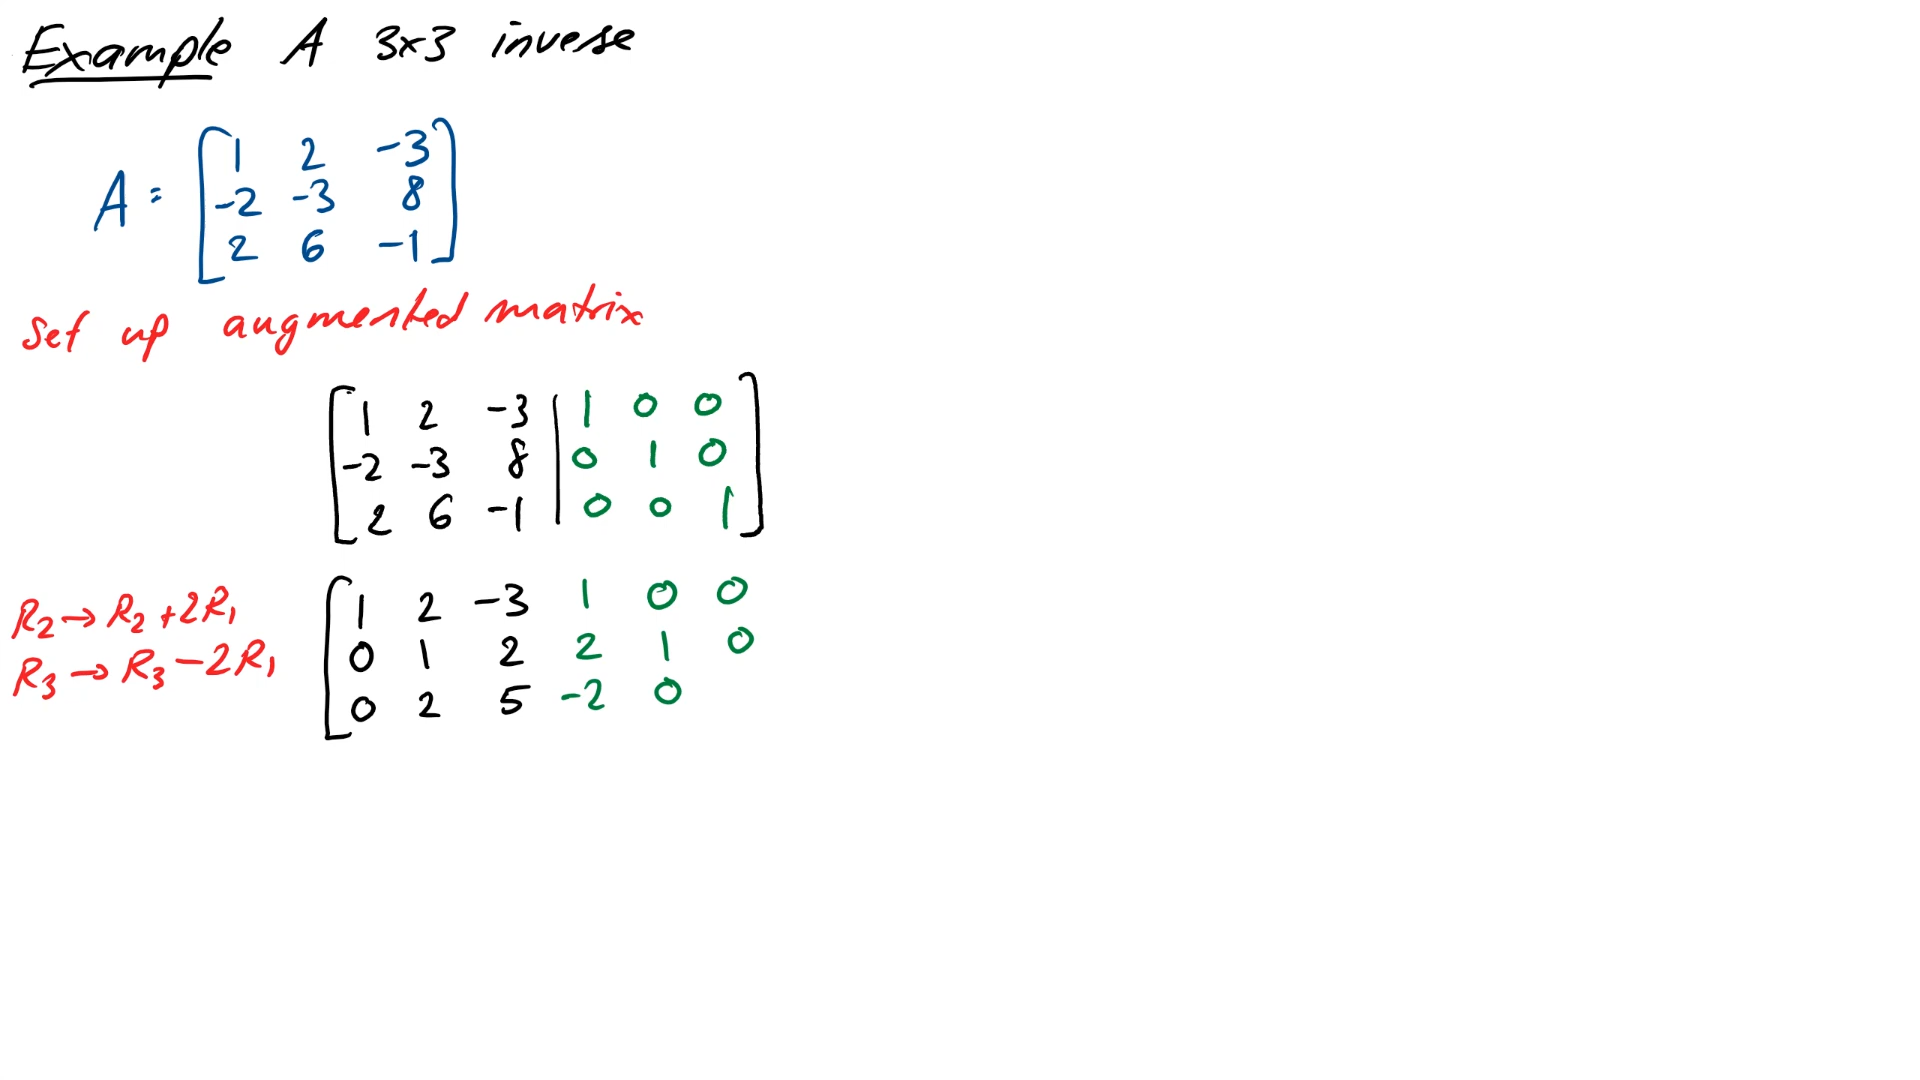 Example A 3x3 inverse
A = [1 2 -3
-2 -3 8
2 6 -1]
Set up augmented matrix
[1 2 -3 | 1 0 0
-2 -3 8 | 0 1 0
2 6 -1 | 0 0 1]
R2 → R2 + 2R1
R3 → R3 - 2R1
[1 2 -3 1 0 0
0 1 2 2 1 0
0 2 5 -2 0